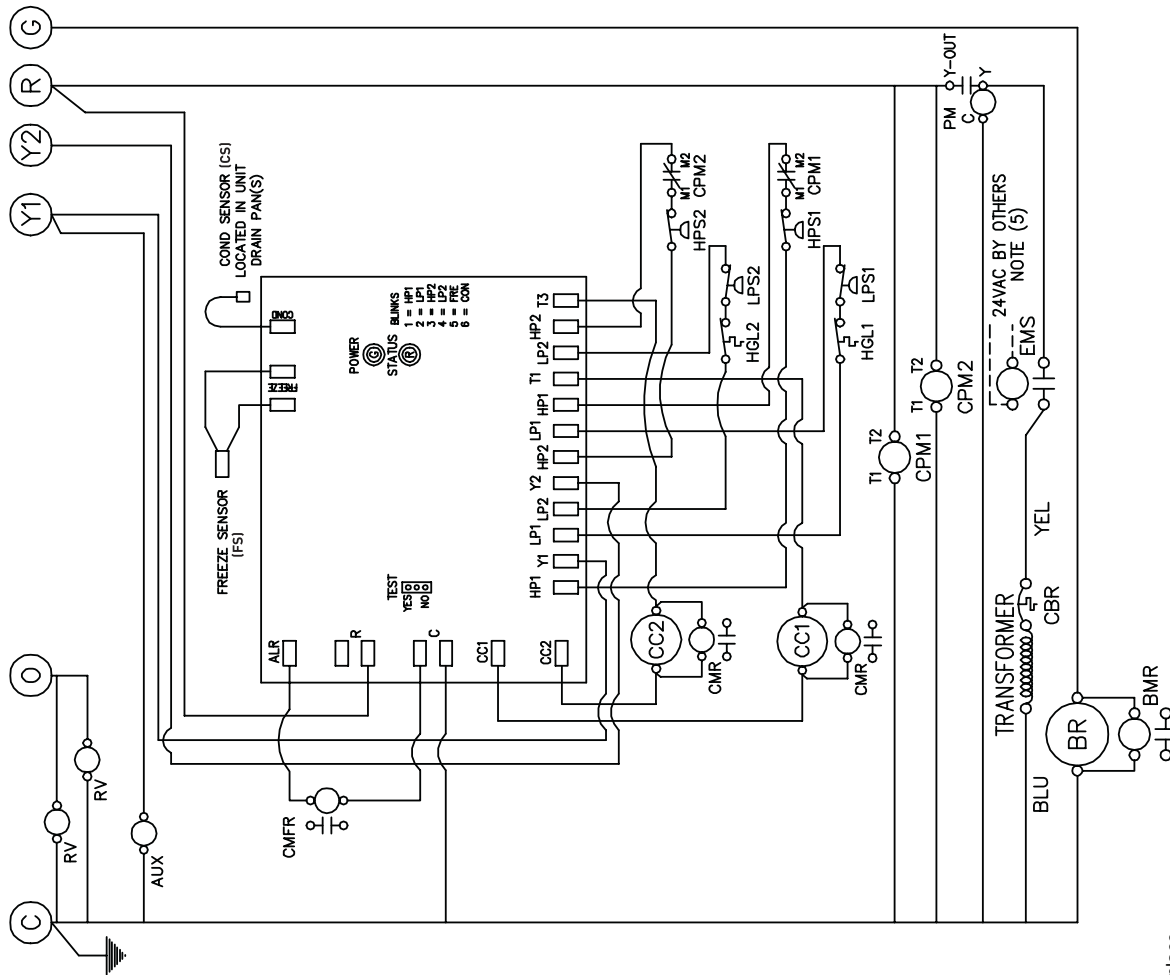 G
R
Y2
Y1
O
C
COND SENSOR (CS)
LOCATED IN UNIT
DRAIN PAN(S)
FREEZE SENSOR
(FS)
COND
FREEZE
POWER
G
STATUS
R
BLINKS
1 = HP1
2 = LP1
3 = HP2
4 = LP2
5 = FRE
6 = CON
TEST
YES
NO
ALR
R
C
CC1
CC2
T3
HP2
LP2
T1
HP1
LP1
HP2
Y2
LP2
LP1
Y1
HP1
RV
RV
AUX
CMFR
CC2
CMR
CC1
CMR
HPS2
M1
M2
CPM2
HGL2
LPS2
HPS1
M1
M2
CPM1
HGL1
LPS1
T1
T2
CPM1
T1
T2
CPM2
PM
Y-OUT
C
Y
24VAC BY OTHERS
NOTE (5)
EMS
YEL
TRANSFORMER
CBR
BLU
BR
BMR